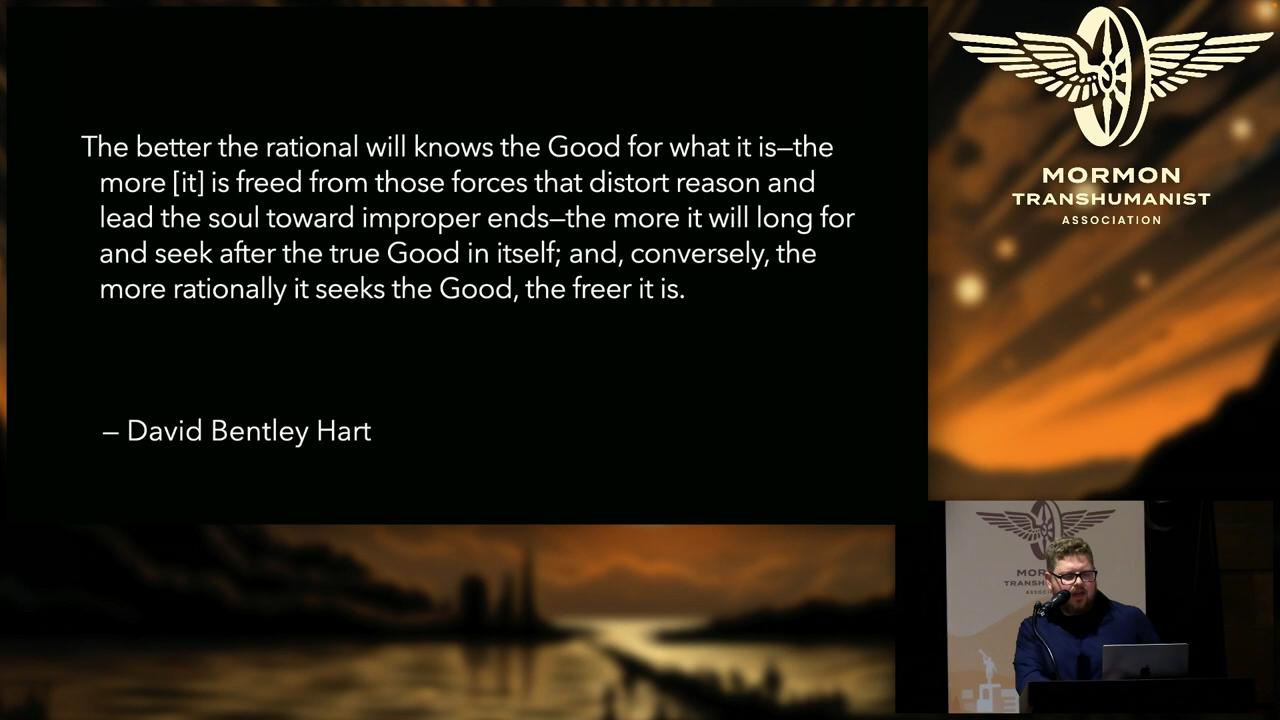 The better the rational will knows the Good for what it is—the
more [it] is freed from those forces that distort reason and
lead the soul toward improper ends—the more it will long for
and seek after the true Good in itself; and, conversely, the
more rationally it seeks the Good, the freer it is.
— David Bentley Hart
MORMON
TRANSHUMANIST
ASSOCIATION
MOR
TRANSH